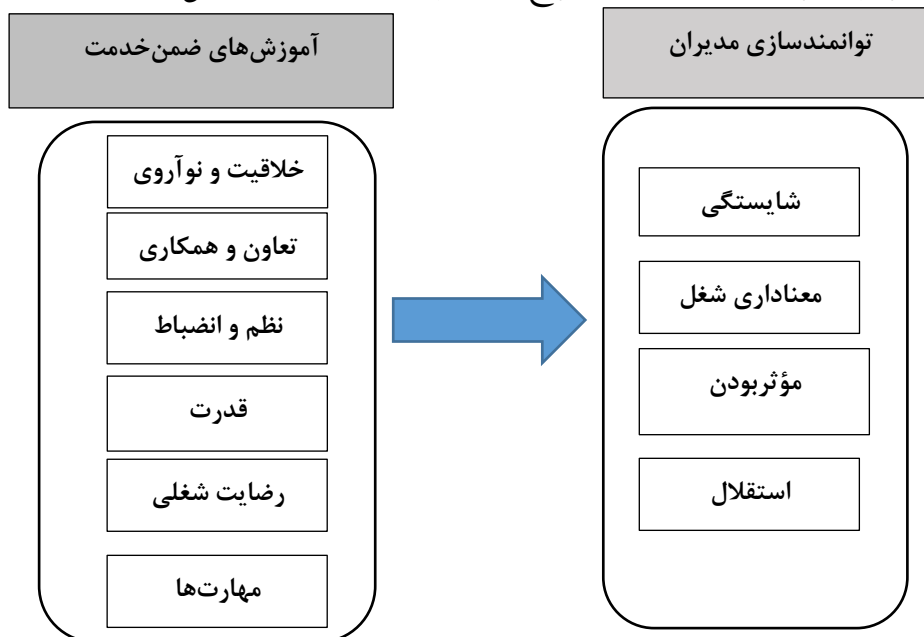 آموزش‌های ضمن‌خدمت
خلاقیت و نوآروی
تعاون و همکاری
نظم و انضباط
قدرت
رضایت شغلی
مهارت‌ها
توانمندسازی مدیران
شایستگی
معناداری شغل
مؤثربودن
استقلال